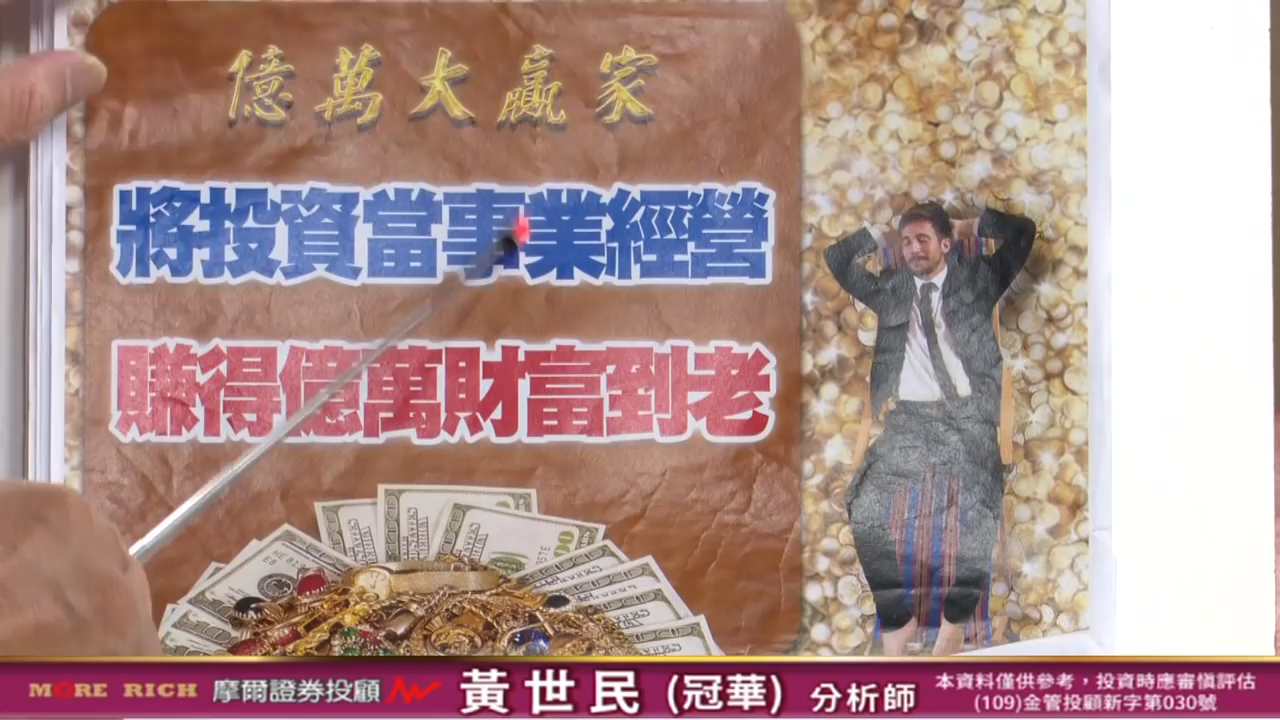 億萬大贏家
將投資當事業經營
賺得億萬財富到老
MORE RICH 摩爾證券投顧 黃世民 (冠華) 分析師
本資料僅供參考，投資時應審慎評估
(109)金管投顧新字第030號